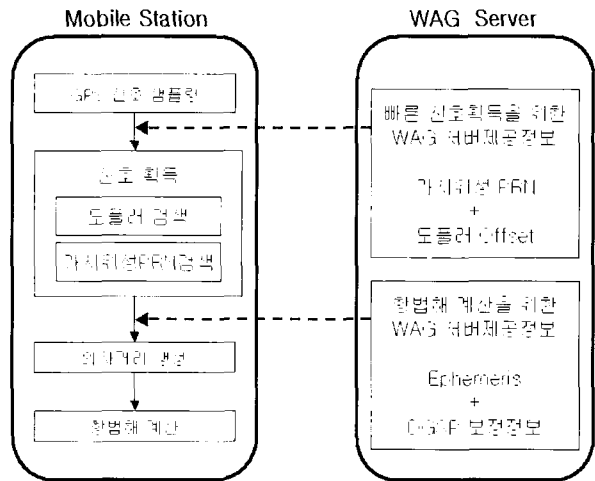 Mobile Station
WAG Server
GPS 신호 샘플링
신호 획득
도플러 검색
가시위성PRN검색
의사거리 생성
항법해 계산
빠른 신호획득을 위한
WAG 서버제공정보
가시위성 PRN
+
도플러 Offset
항법해 계산을 위한
WAG 서버제공정보
Ephemeris
+
보정정보